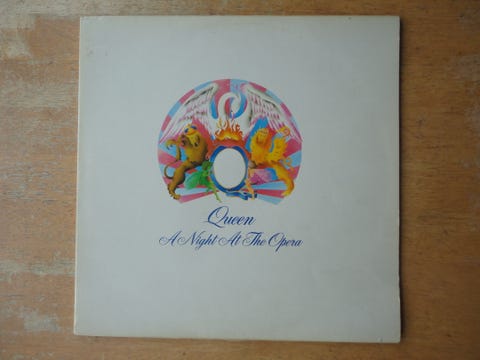 Queen
A Night At The Opera